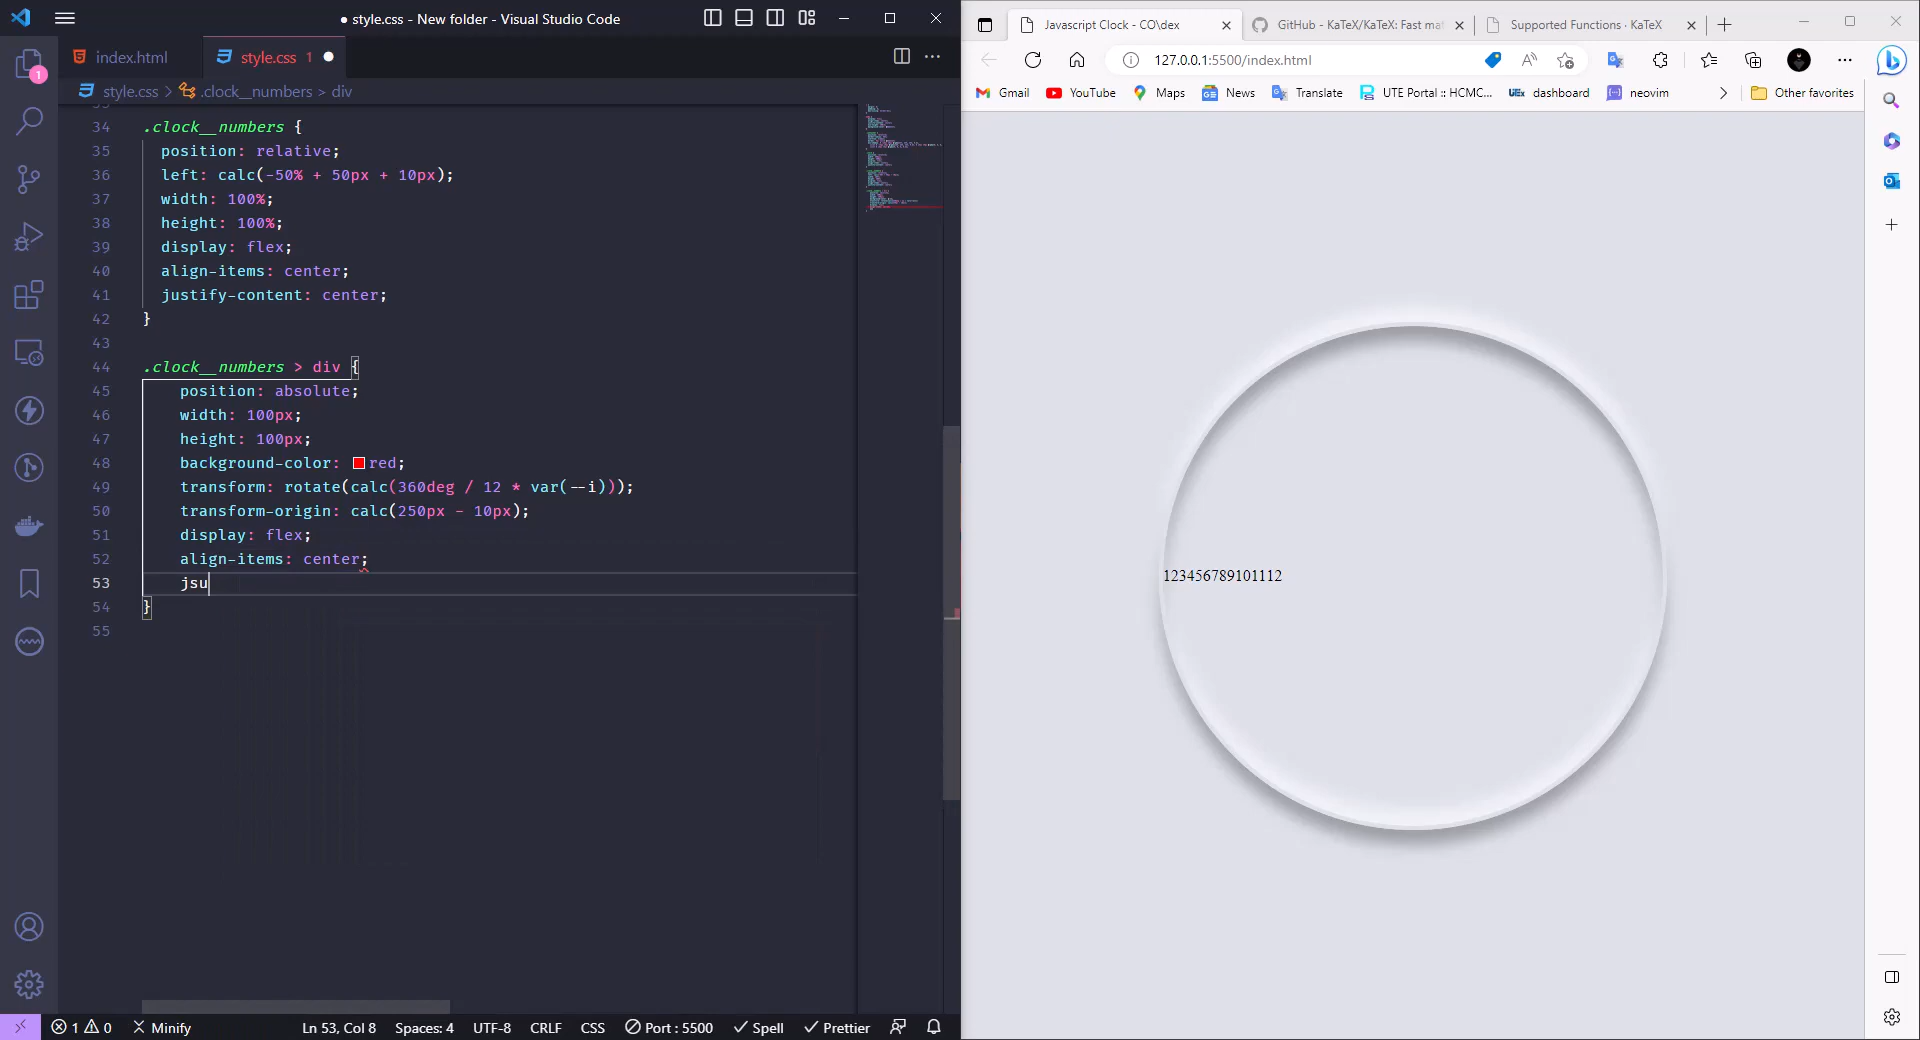 style.css - New folder - Visual Studio Code
index.html
style.css 1
style.css > .clock__numbers > div
34 .clock__numbers {
35 position: relative;
36 left: calc(-50% + 50px + 10px);
37 width: 100%;
38 height: 100%;
39 display: flex;
40 align-items: center;
41 justify-content: center;
42 }
43
44 .clock__numbers > div {
45 position: absolute;
46 width: 100px;
47 height: 100px;
48 background-color: red;
49 transform: rotate(calc(360deg / 12 * var(--i)));
50 transform-origin: calc(250px - 10px);
51 display: flex;
52 align-items: center;
53 jsu
54 }
55
1
1 0 Minify Ln 53, Col 8 Spaces: 4 UTF-8 CRLF CSS Port : 5500 Spell Prettier
Javascript Clock - CO\dex
GitHub - KaTeX/KaTeX: Fast ma
Supported Functions · KaTeX
127.0.0.1:5500/index.html
Gmail YouTube Maps News Translate UTE Portal :: HCMC... dashboard neovim Other favorites
123456789101112